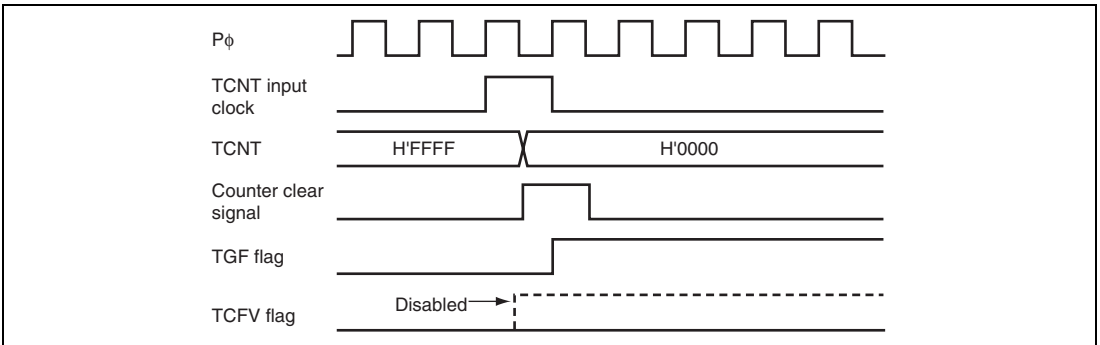 Pϕ
TCNT input
clock
TCNT
H'FFFF
H'0000
Counter clear
signal
TGF flag
Disabled
TCFV flag